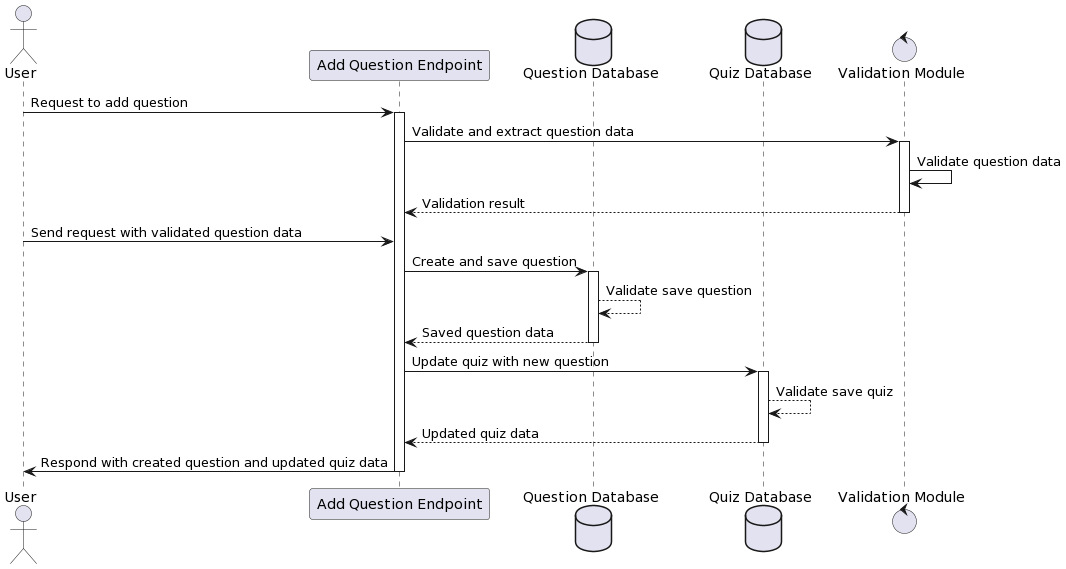 User
Add Question Endpoint
Question Database
Quiz Database
Validation Module
Request to add question
Validate and extract question data
Validate question data
Validation result
Send request with validated question data
Create and save question
Validate save question
Saved question data
Update quiz with new question
Validate save quiz
Updated quiz data
Respond with created question and updated quiz data
User
Add Question Endpoint
Question Database
Quiz Database
Validation Module